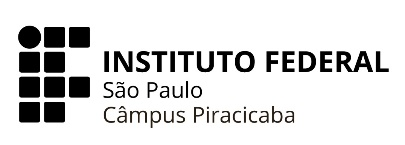 INSTITUTO FEDERAL
São Paulo
Câmpus Piracicaba